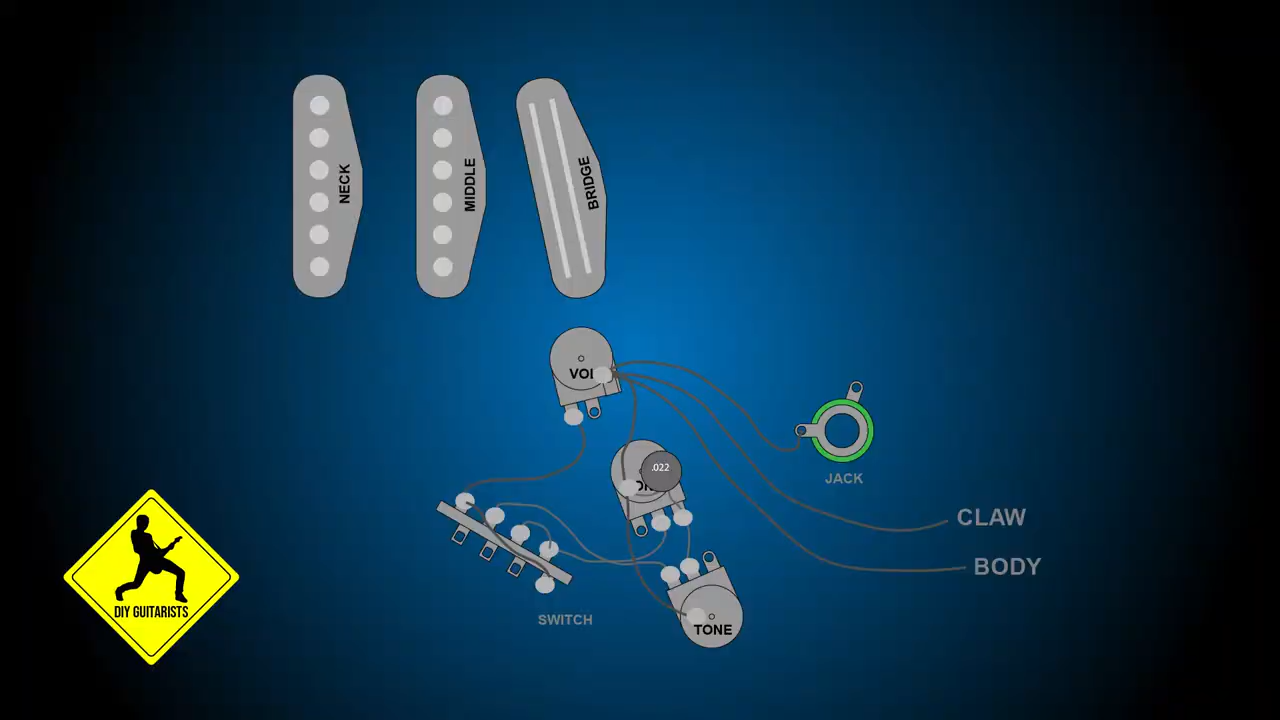 NECK
MIDDLE
BRIDGE
VOL
.022
JACK
CLAW
BODY
SWITCH
TONE
DIY GUITARISTS